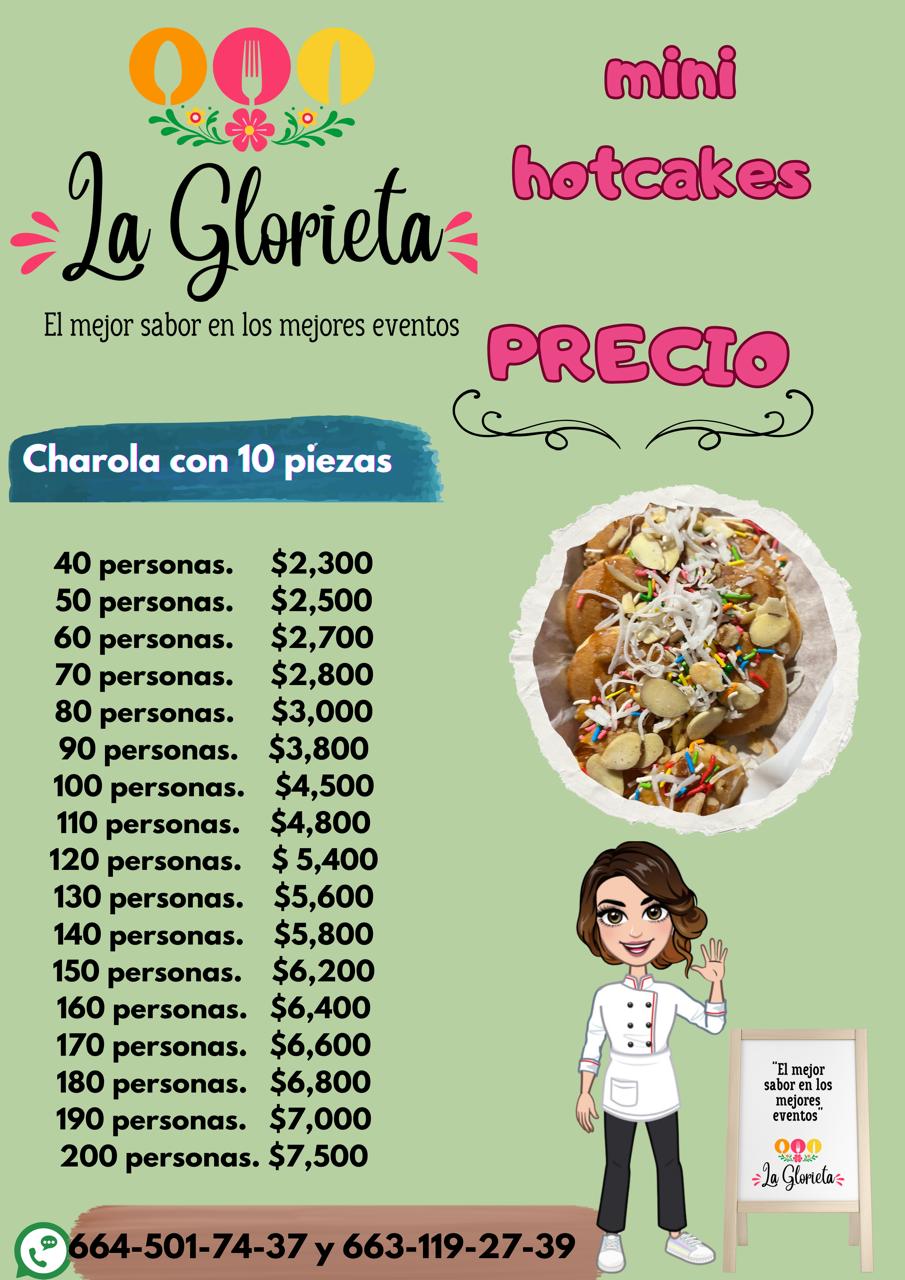 La Glorieta
El mejor sabor en los mejores eventos
mini
hotcakes
PRECIO
Charola con 10 piezas
40 personas. $2,300
50 personas. $2,500
60 personas. $2,700
70 personas. $2,800
80 personas. $3,000
90 personas. $3,800
100 personas. $4,500
110 personas. $4,800
120 personas. $ 5,400
130 personas. $5,600
140 personas. $5,800
150 personas. $6,200
160 personas. $6,400
170 personas. $6,600
180 personas. $6,800
190 personas. $7,000
200 personas. $7,500
"El mejor
sabor en los
mejores
eventos"
La Glorieta
664-501-74-37 y 663-119-27-39